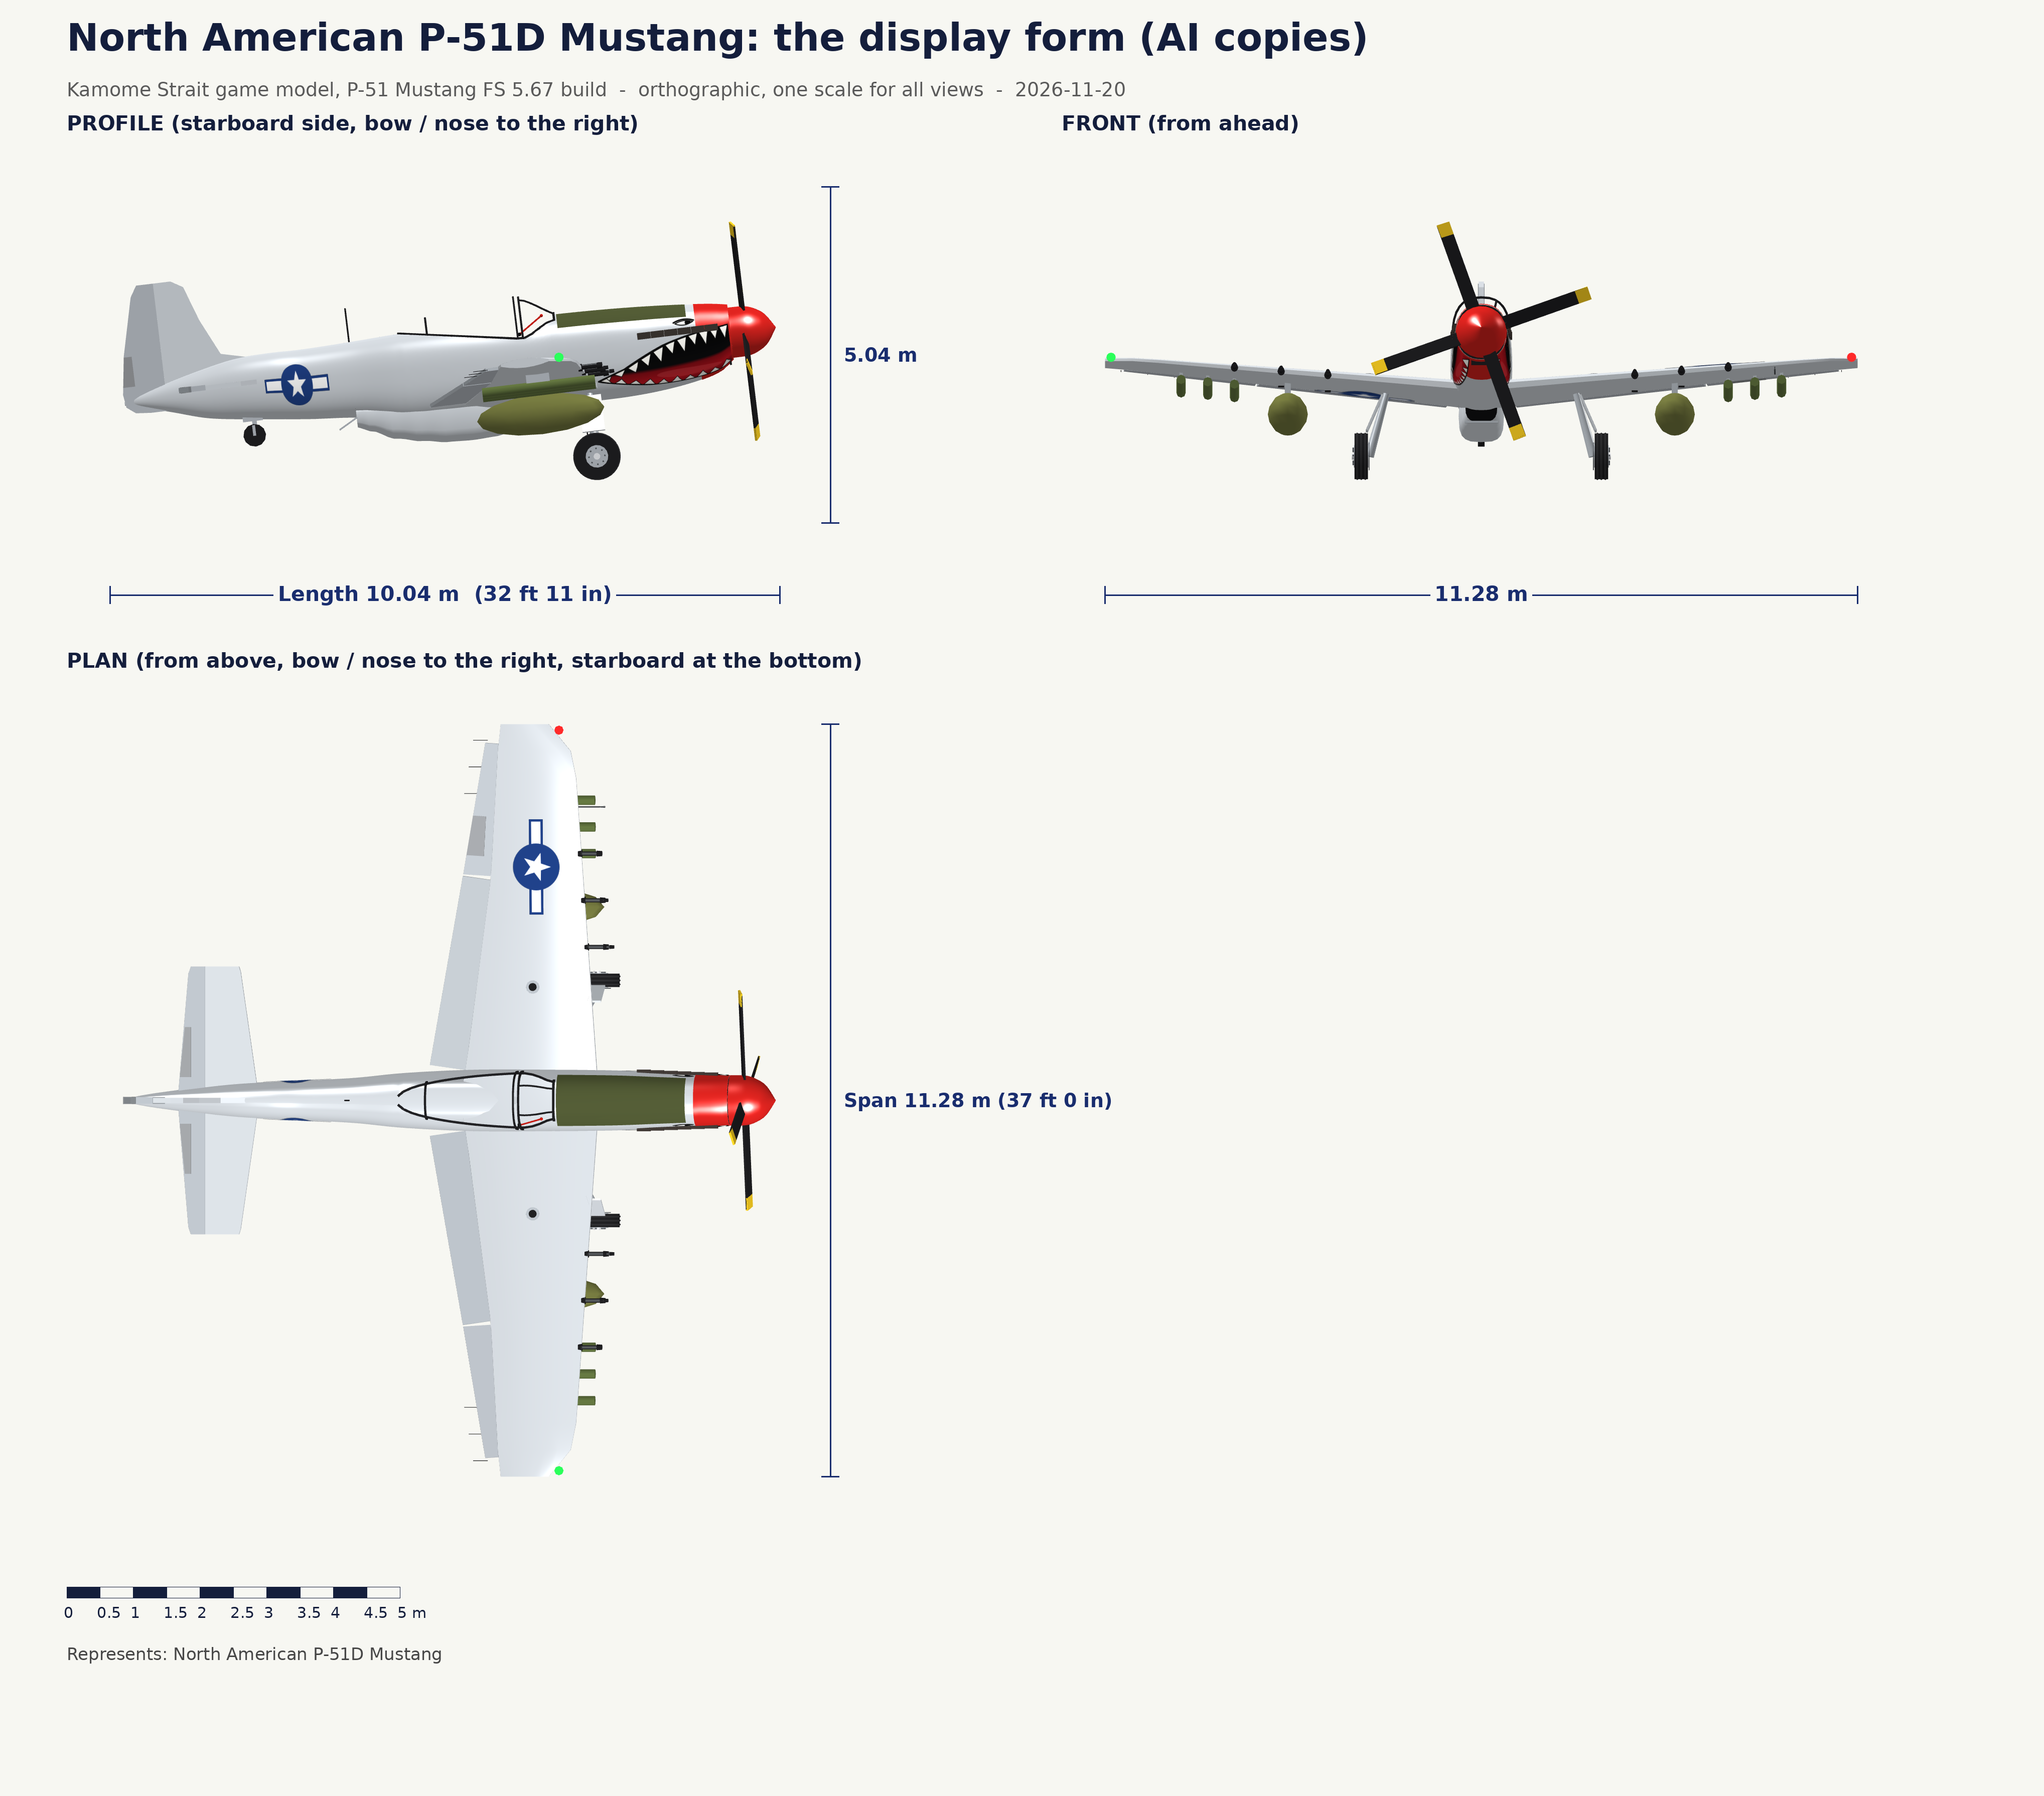 North American P-51D Mustang: the display form (AI copies)
Kamome Strait game model, P-51 Mustang FS 5.67 build  -  orthographic, one scale for all views  -  2026-11-20
PROFILE (starboard side, bow / nose to the right)
FRONT (from ahead)
5.04 m
Length 10.04 m  (32 ft 11 in)
11.28 m
PLAN (from above, bow / nose to the right, starboard at the bottom)
Span 11.28 m (37 ft 0 in)
0 0.5 1 1.5 2 2.5 3 3.5 4 4.5 5 m
Represents: North American P-51D Mustang